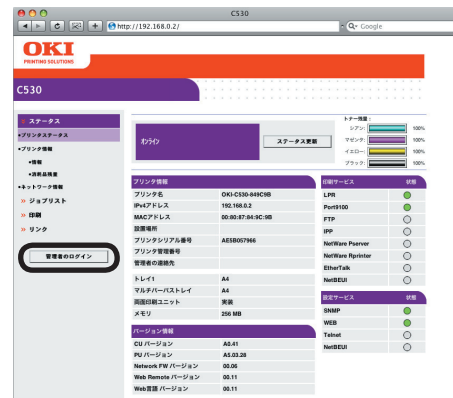 C530
http://192.168.0.2/
Google
OKI
PRINTING SOLUTIONS
C530
ステータス
プリンタステータス
プリンタ情報
情報
消耗品残量
ネットワーク情報
ジョブリスト
印刷
リンク
管理者のログイン
オンライン
ステータス更新
トナー残量:
シアン: 100%
マゼンタ: 100%
イエロー: 100%
ブラック: 100%
プリンタ情報
プリンタ名 OKI-C530-849C9B
IPv4アドレス 192.168.0.2
MACアドレス 00:80:87:84:9C:9B
設置場所
プリンタシリアル番号 AE5B057966
プリンタ管理番号
管理者の連絡先
トレイ1 A4
マルチパーパストレイ A4
両面印刷ユニット 実装
メモリ 256 MB
バージョン情報
CU バージョン A0.41
PU バージョン A5.03.28
Network FW バージョン 00.06
Web Remote バージョン 00.11
Web言語 バージョン 00.11
印刷サービス 状態
LPR
Port9100
FTP
IPP
NetWare Pserver
NetWare Rprinter
EtherTalk
NetBEUI
設定サービス 状態
SNMP
WEB
Telnet
NetBEUI